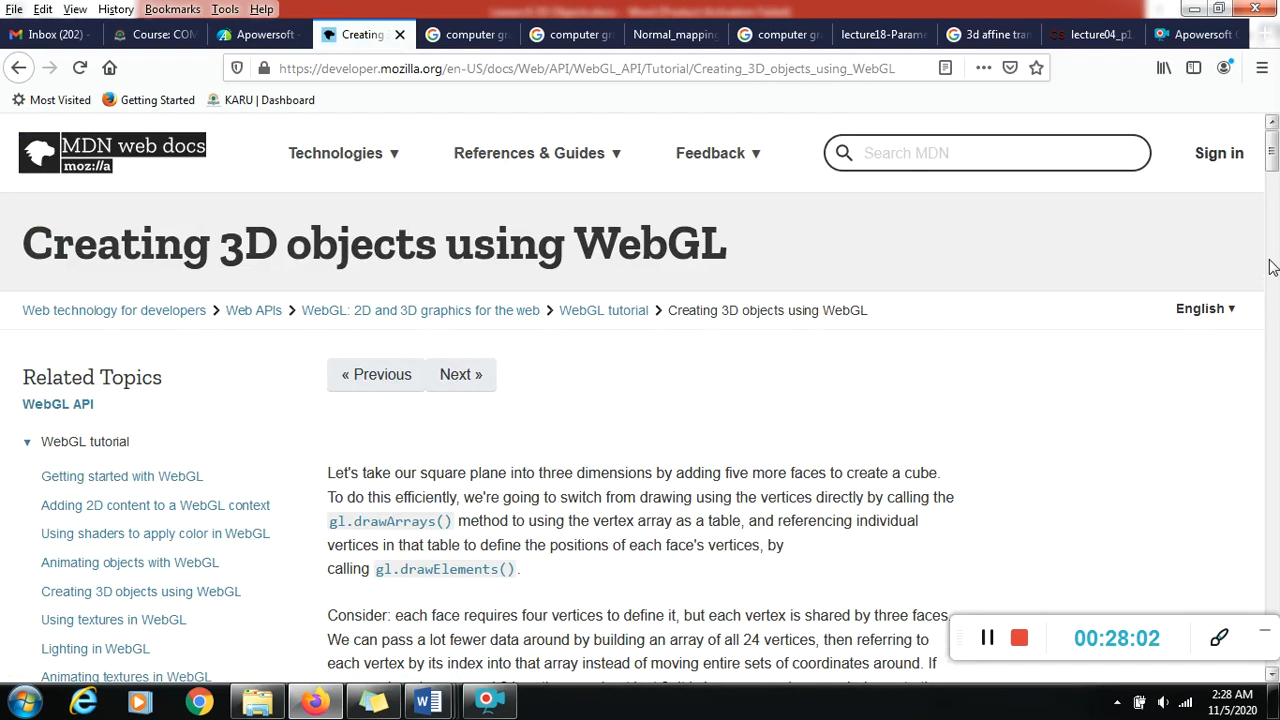 File Edit View History Bookmarks Tools Help
Inbox (202) Course: COM Apowersoft Creating computer gr computer gr Normal_mapping computer gr lecture18-Parame 3d affine tran lecture04_p1 Apowersoft
https://developer.mozilla.org/en-US/docs/Web/API/WebGL_API/Tutorial/Creating_3D_objects_using_WebGL
Most Visited Getting Started KARU | Dashboard
MDN web docs
moz://a
Technologies ▼ References & Guides ▼ Feedback ▼ Search MDN Sign in
Creating 3D objects using WebGL
Web technology for developers > Web APIs > WebGL: 2D and 3D graphics for the web > WebGL tutorial > Creating 3D objects using WebGL English ▼
Related Topics
WebGL API
▼ WebGL tutorial
Getting started with WebGL
Adding 2D content to a WebGL context
Using shaders to apply color in WebGL
Animating objects with WebGL
Creating 3D objects using WebGL
Using textures in WebGL
Lighting in WebGL
Animating textures in WebGL
« Previous Next »
Let's take our square plane into three dimensions by adding five more faces to create a cube.
To do this efficiently, we're going to switch from drawing using the vertices directly by calling the
gl.drawArrays() method to using the vertex array as a table, and referencing individual
vertices in that table to define the positions of each face's vertices, by
calling gl.drawElements().
Consider: each face requires four vertices to define it, but each vertex is shared by three faces.
We can pass a lot fewer data around by building an array of all 24 vertices, then referring to
each vertex by its index into that array instead of moving entire sets of coordinates around. If
00:28:02
2:28 AM
11/5/2020